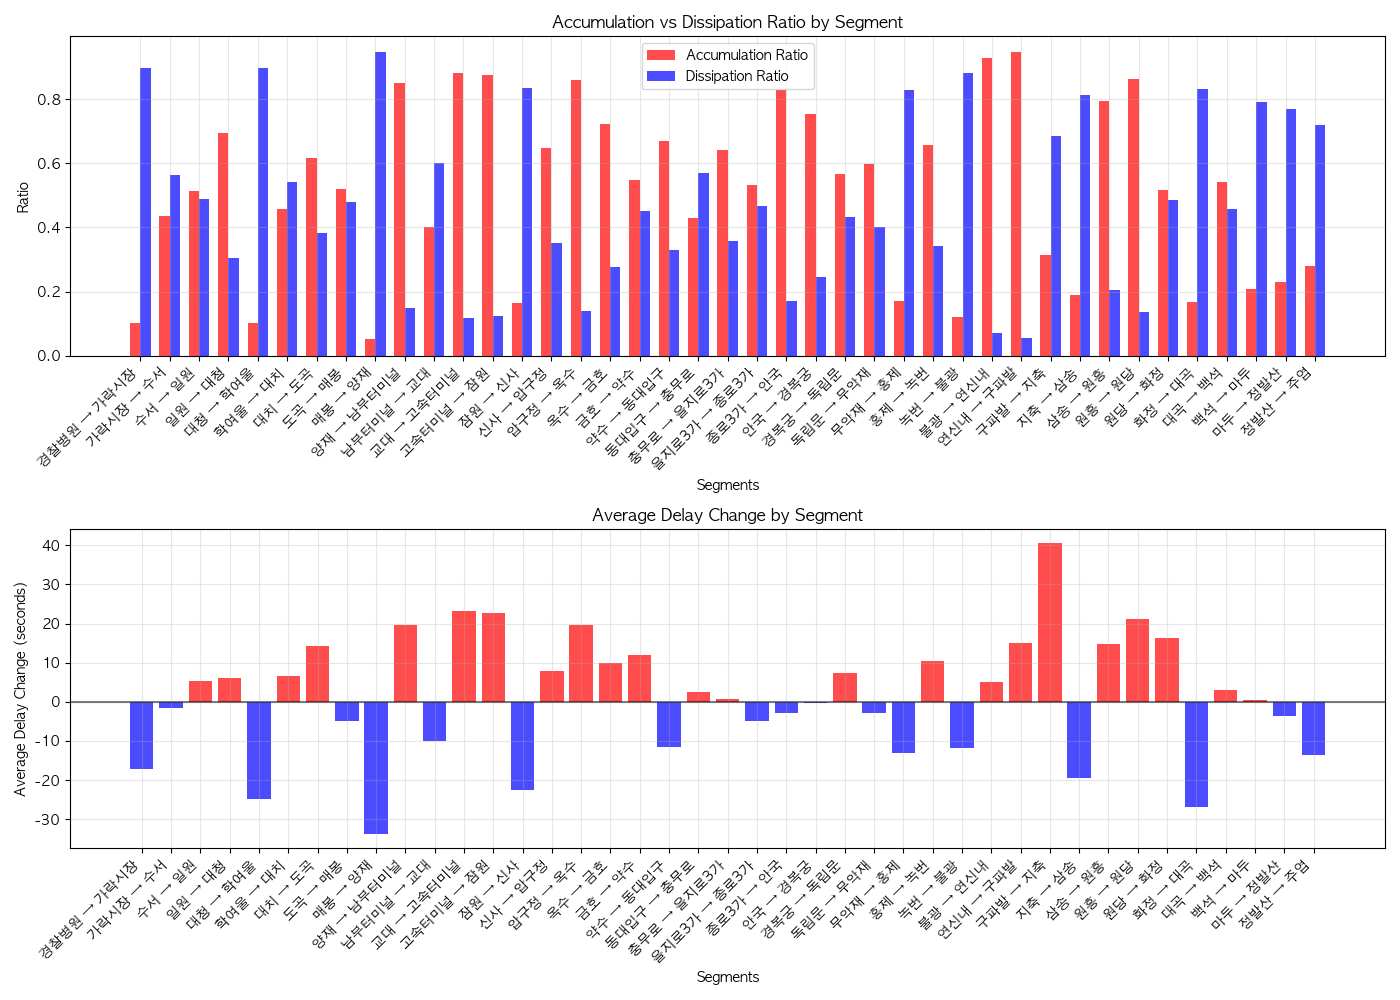 Accumulation vs Dissipation Ratio by Segment
Accumulation Ratio
Dissipation Ratio
Ratio
0.8
0.6
0.4
0.2
0.0
경찰병원 → 가락시장
가락시장 → 수서
수서 → 일원
일원 → 대청
대청 → 학여울
학여울 → 대치
대치 → 도곡
도곡 → 매봉
매봉 → 양재
양재 → 남부터미널
남부터미널 → 교대
교대 → 고속터미널
고속터미널 → 잠원
잠원 → 신사
신사 → 압구정
압구정 → 옥수
옥수 → 금호
금호 → 약수
약수 → 동대입구
동대입구 → 충무로
충무로 → 을지로3가
을지로3가 → 종로3가
종로3가 → 안국
안국 → 경복궁
경복궁 → 독립문
독립문 → 무악재
무악재 → 홍제
홍제 → 녹번
녹번 → 불광
불광 → 연신내
연신내 → 구파발
구파발 → 지축
지축 → 삼송
삼송 → 원흥
원흥 → 원당
원당 → 화정
화정 → 대곡
대곡 → 백석
백석 → 마두
마두 → 정발산
정발산 → 주엽
Segments
Average Delay Change by Segment
Average Delay Change (seconds)
40
30
20
10
0
-10
-20
-30
경찰병원 → 가락시장
가락시장 → 수서
수서 → 일원
일원 → 대청
대청 → 학여울
학여울 → 대치
대치 → 도곡
도곡 → 매봉
매봉 → 양재
양재 → 남부터미널
남부터미널 → 교대
교대 → 고속터미널
고속터미널 → 잠원
잠원 → 신사
신사 → 압구정
압구정 → 옥수
옥수 → 금호
금호 → 약수
약수 → 동대입구
동대입구 → 충무로
충무로 → 을지로3가
을지로3가 → 종로3가
종로3가 → 안국
안국 → 경복궁
경복궁 → 독립문
독립문 → 무악재
무악재 → 홍제
홍제 → 녹번
녹번 → 불광
불광 → 연신내
연신내 → 구파발
구파발 → 지축
지축 → 삼송
삼송 → 원흥
원흥 → 원당
원당 → 화정
화정 → 대곡
대곡 → 백석
백석 → 마두
마두 → 정발산
정발산 → 주엽
Segments